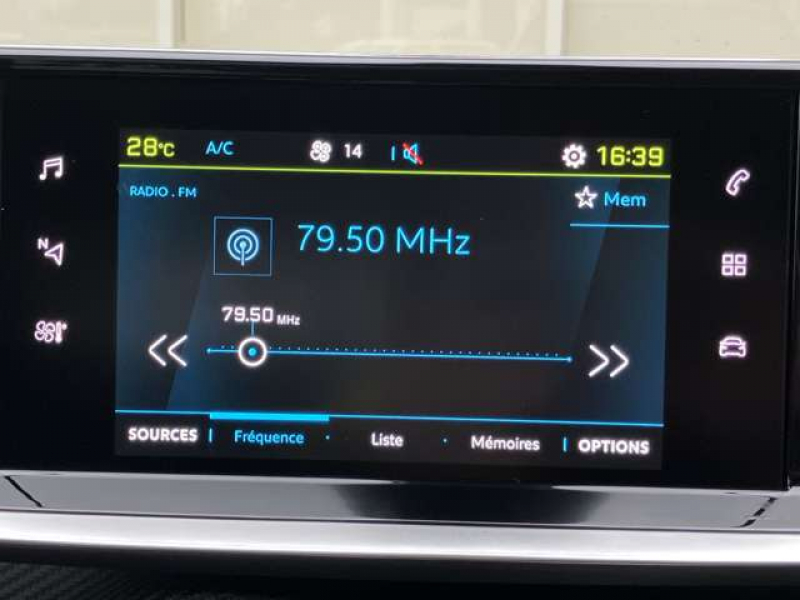 28°C A/C 14 16:39
RADIO . FM
Mem
79.50 MHz
79.50 MHz
N
SOURCES Fréquence Liste Mémoires OPTIONS